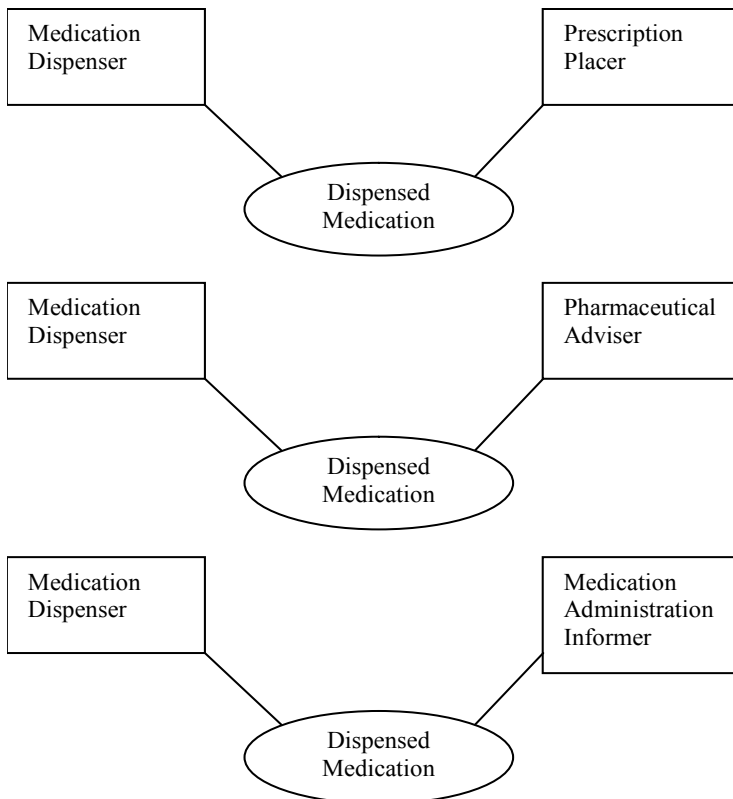 Medication
Dispenser
Prescription
Placer
Dispensed
Medication
Medication
Dispenser
Pharmaceutical
Adviser
Dispensed
Medication
Medication
Dispenser
Medication
Administration
Informer
Dispensed
Medication